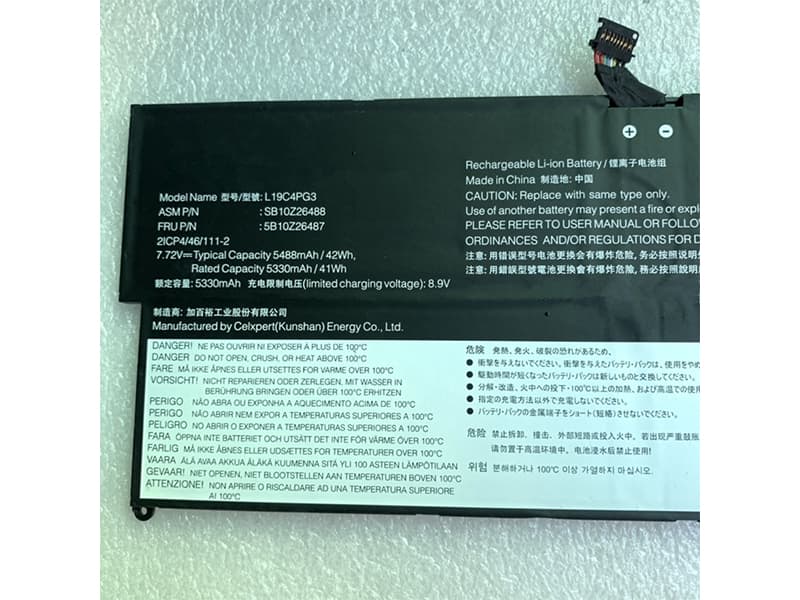 + -
Model Name 型号/型號: L19C4PG3
ASM P/N : SB10Z26488
FRU P/N : 5B10Z26487
2ICP4/46/111-2
7.72V⎓Typical Capacity 5488mAh / 42Wh,
Rated Capacity 5330mAh / 41Wh
额定容量: 5330mAh 充电限制电压(limited charging voltage): 8.9V
制造商: 加百裕工业股份有限公司
Manufactured by Celxpert(Kunshan) Energy Co., Ltd.
Rechargeable Li-ion Battery / 锂离子电池组
Made in China 制造地: 中国
CAUTION: Replace with same type only.
Use of another battery may present a fire or expl
PLEASE REFER TO USER MANUAL OR FOLLO
ORDINANCES AND/OR REGULATIONS FOR D
注意: 用错误型号电池更换会有爆炸危险, 务必按照说明
注意: 用錯誤型號電池更換會有爆炸危險, 務必按照說明
DANGER! NE PAS OUVRIR NI EXPOSER À PLUS DE 100°C
DANGER DO NOT OPEN, CRUSH, OR HEAT ABOVE 100°C
FARE MÅ IKKE ÅPNES ELLER UTSETTES FOR VARME OVER 100°C
VORSICHT! NICHT REPARIEREN ODER ZERLEGEN, MIT WASSER IN
BERÜHRUNG BRINGEN ODER ÜBER 100°C ERHITZEN
PERIGO NÃO ABRA OU EXPONHA A AQUECIMENTO ACIMA DE 100°C
PERIGO NÃO ABRIR NEM EXPOR A TEMPERATURAS SUPERIORES A 100°C
PELIGRO NO ABRIR O EXPONER A TEMPERATURAS SUPERIORES A 100°C
FARA ÖPPNA INTE BATTERIET OCH UTSÄTT DET INTE FÖR VÄRME ÖVER 100°C
FARLIG MÅ IKKE ÅBNES ELLER UDSÆTTES FOR TEMPERATURER OVER 100°C
VAARA ÄLÄ AVAA AKKUA ÄLÄKÄ KUUMENNA SITÄ YLI 100 ASTEEN LÄMPÖTILAAN
GEVAAR! NIET OPENEN, NIET BLOOTSTELLEN AAN TEMPERATUREN BOVEN 100°C
ATTENZIONE! NON APRIRE O RISCALDARE AD UNA TEMPERATURA SUPERIORE
AI 100°C
危険 発熱、発火、破裂の恐れがあるため、
● 衝撃を与えないでください。衝撃を与えたバッテリ・パックは、使用をやめ
● 駆動時間が短くなったバッテリ・パックは新しいものと交換してください。
● 分解・改造、火中への投下・100°C以上の加熱、および高温での使用
● 指定の充電方法以外で充電しないでください。
● バッテリ・パックの金属端子をショート(短絡)させないでください。
危险 禁止拆卸、撞击、外部短路或投入火中。若出现严重鼓胀
请勿置于高温环境中、电池浸水后禁止使用!
위험 분해하거나 100°C 이상 가열하지 마십시오.